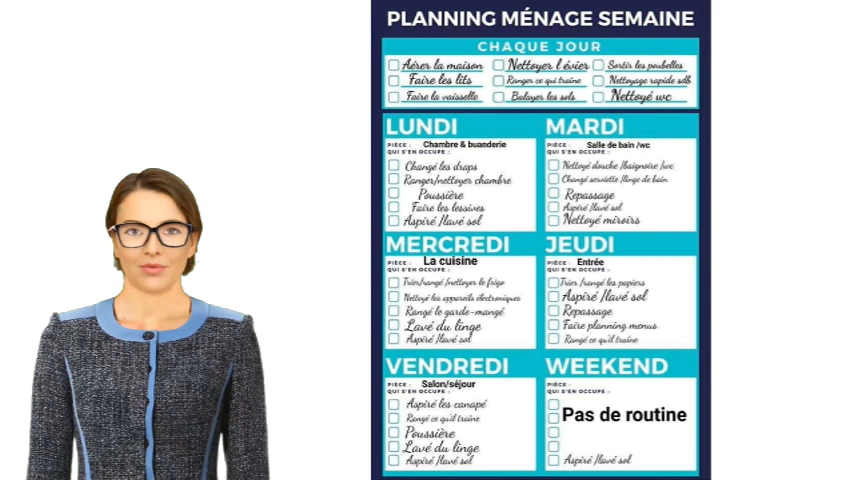 PLANNING MÉNAGE SEMAINE
CHAQUE JOUR
Aérer la maison
Nettoyer l'évier
Sortir les poubelles
Faire les lits
Ranger ce qui traîne
Nettoyage rapide sdb
Faire la vaisselle
Balayer les sols
Nettoyé wc
LUNDI
PIÈCE : Chambre & buanderie
QUI S'EN OCCUPE :
Changé les draps
Ranger/nettoyer chambre
Poussière
Faire les lessives
Aspiré /lavé sol
MARDI
PIÈCE : Salle de bain /wc
QUI S'EN OCCUPE :
Nettoyé douche /baignoire /wc
Changé serviette /linge de bain
Repassage
Aspiré /lavé sol
Nettoyé miroirs
MERCREDI
PIÈCE : La cuisine
QUI S'EN OCCUPE :
Trier/rangé /nettoyer le frigo
Nettoyé les appareils électroniques
Rangé le garde-mangé
Lavé du linge
Aspiré /lavé sol
JEUDI
PIÈCE : Entrée
QUI S'EN OCCUPE :
Trier /rangé les papiers
Aspiré /lavé sol
Repassage
Faire planning menus
Rangé ce qu'il traîne
VENDREDI
PIÈCE : Salon/séjour
QUI S'EN OCCUPE :
Aspiré les canapé
Rangé ce qu'il traîne
Poussière
Lavé du linge
Aspiré /lavé sol
WEEKEND
PIÈCE :
QUI S'EN OCCUPE :
Pas de routine
Aspiré /lavé sol